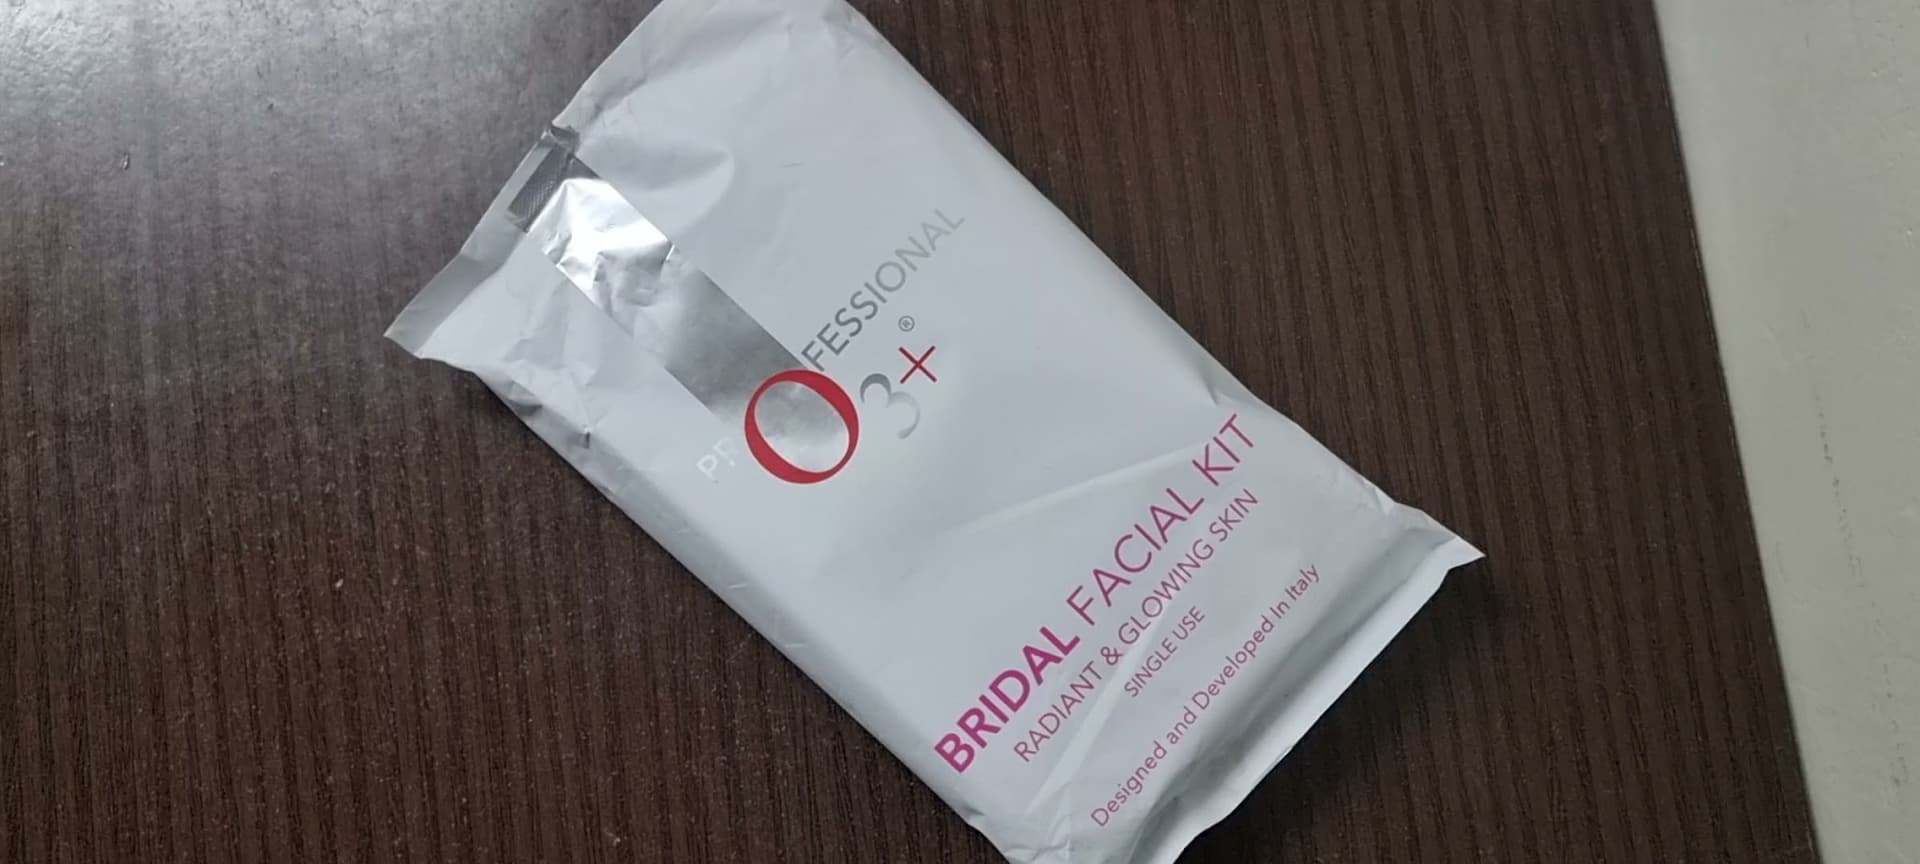 PROFESSIONAL
O3+®
BRIDAL FACIAL KIT
RADIANT & GLOWING SKIN
SINGLE USE
Designed and Developed In Italy